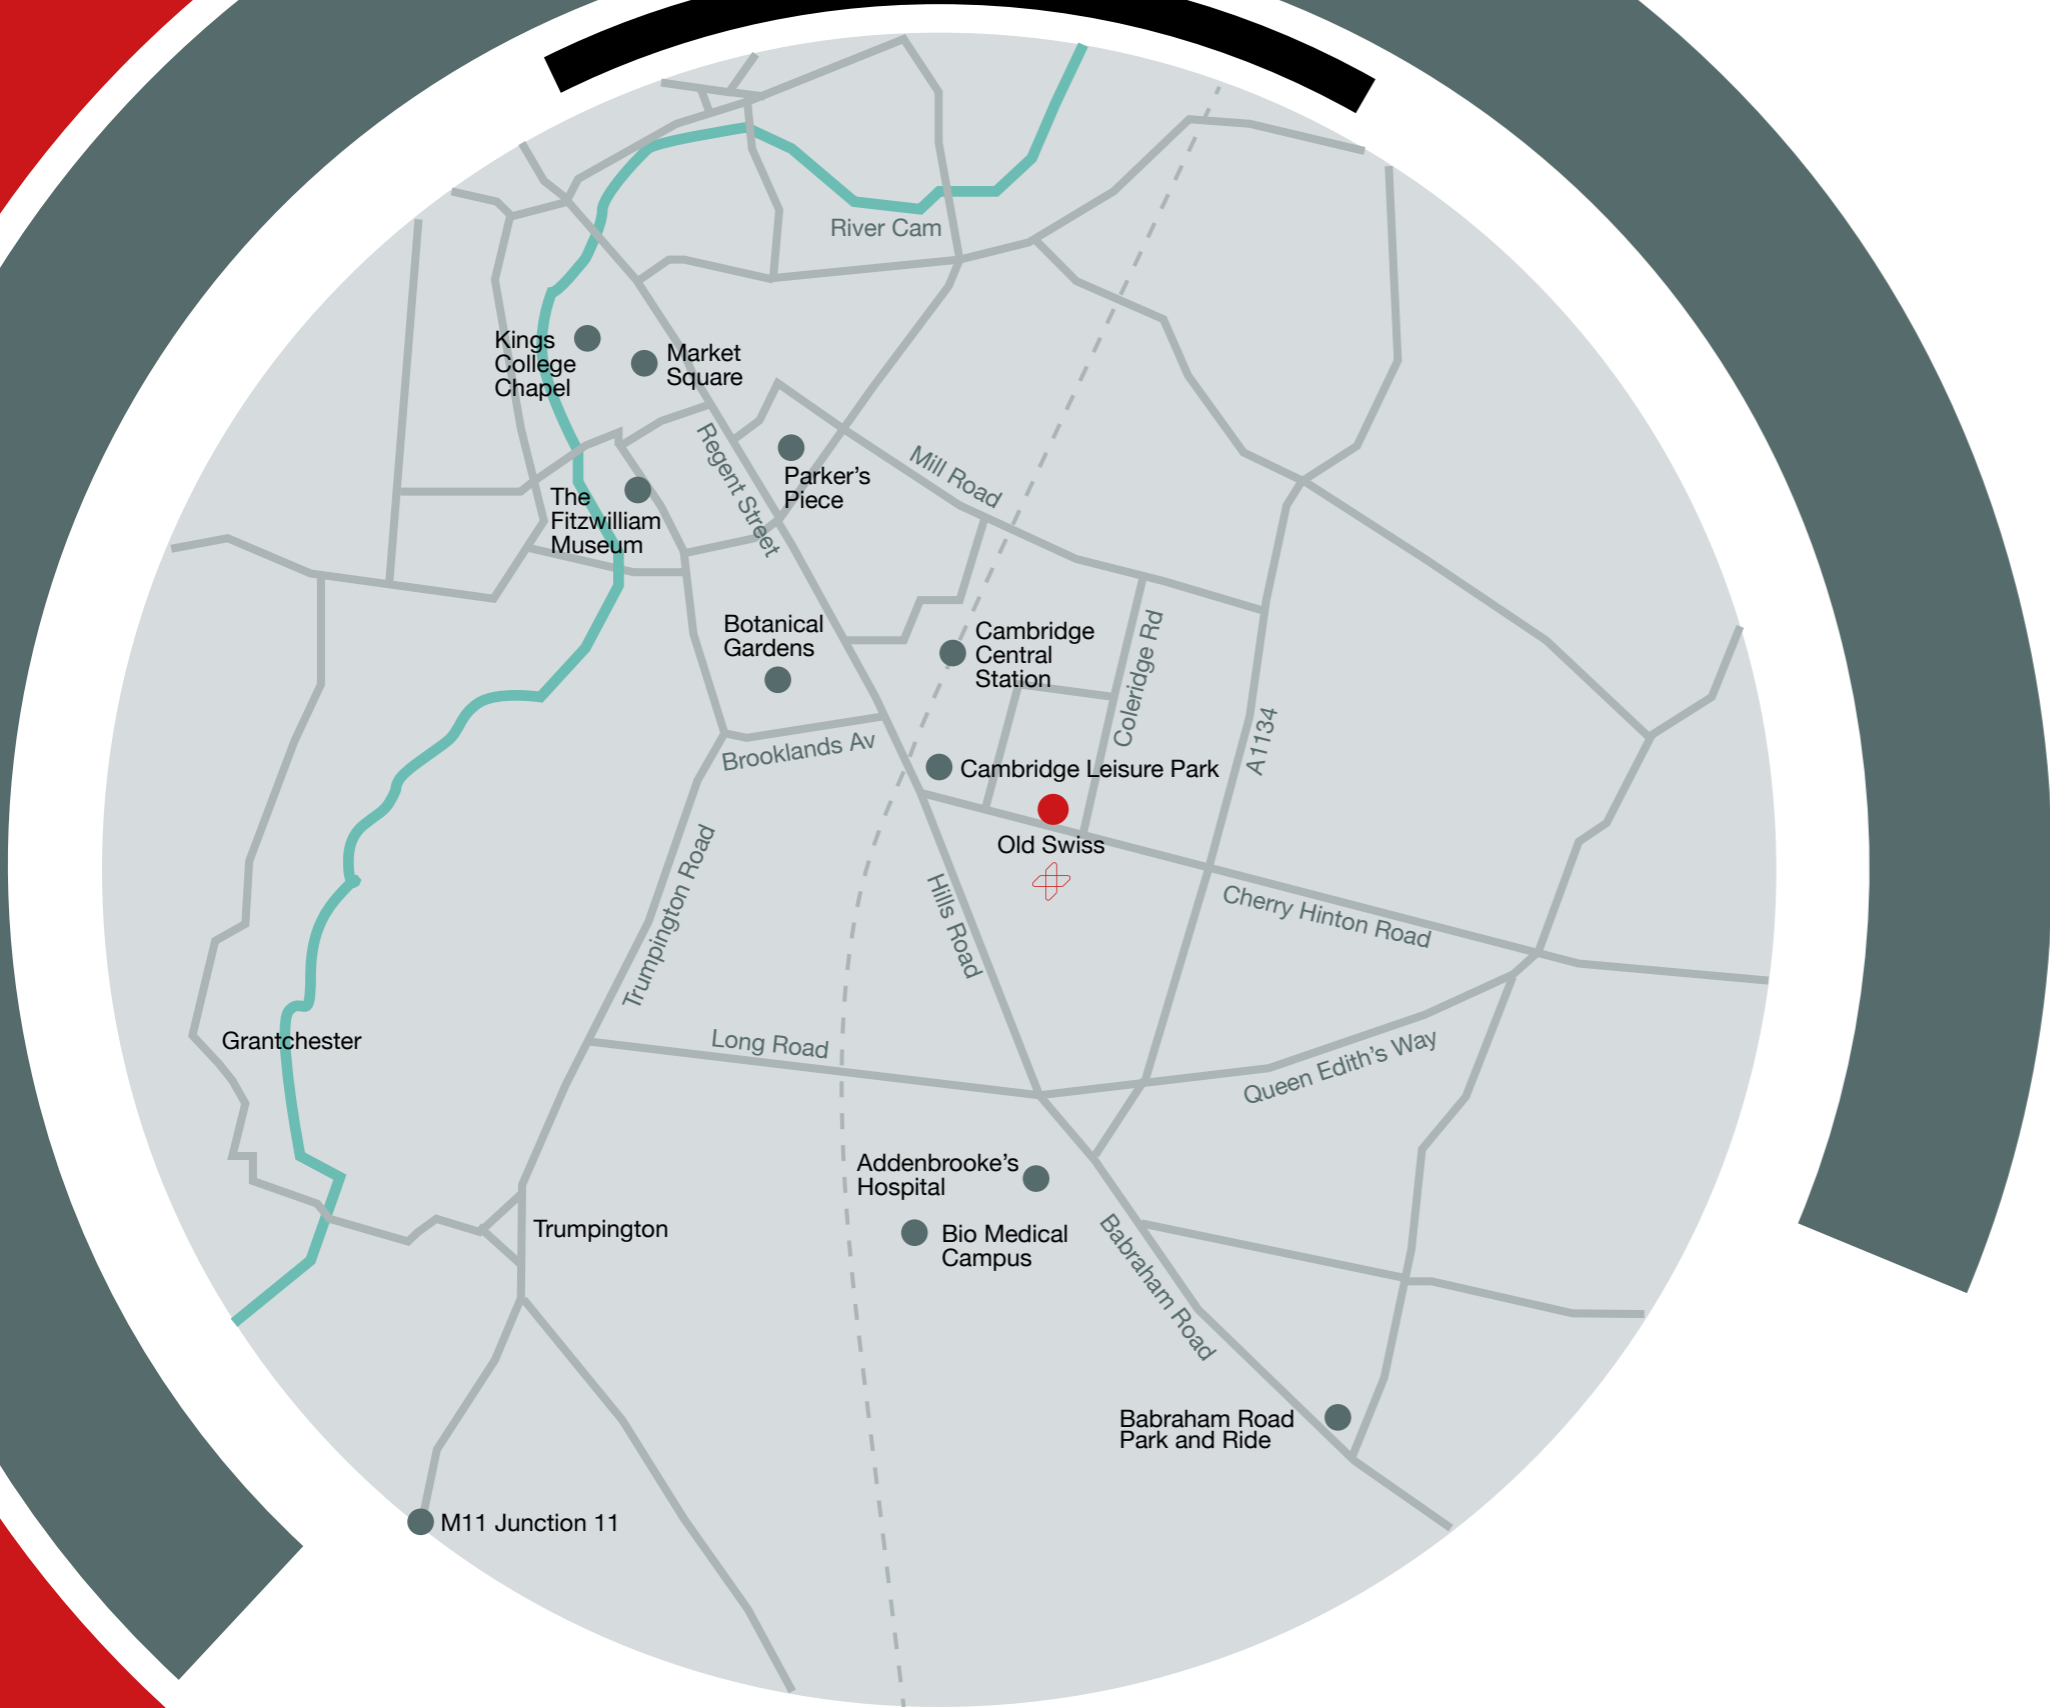 River Cam
Kings
College
Chapel
Market
Square
Regent Street
Parker's
Piece
Mill Road
The
Fitzwilliam
Museum
Botanical
Gardens
Cambridge
Central
Station
Coleridge Rd
A1134
Brooklands Av
Cambridge Leisure Park
Old Swiss
Trumpington Road
Hills Road
Cherry Hinton Road
Grantchester
Long Road
Queen Edith's Way
Addenbrooke's
Hospital
Trumpington
Bio Medical
Campus
Babraham Road
Babraham Road
Park and Ride
M11 Junction 11